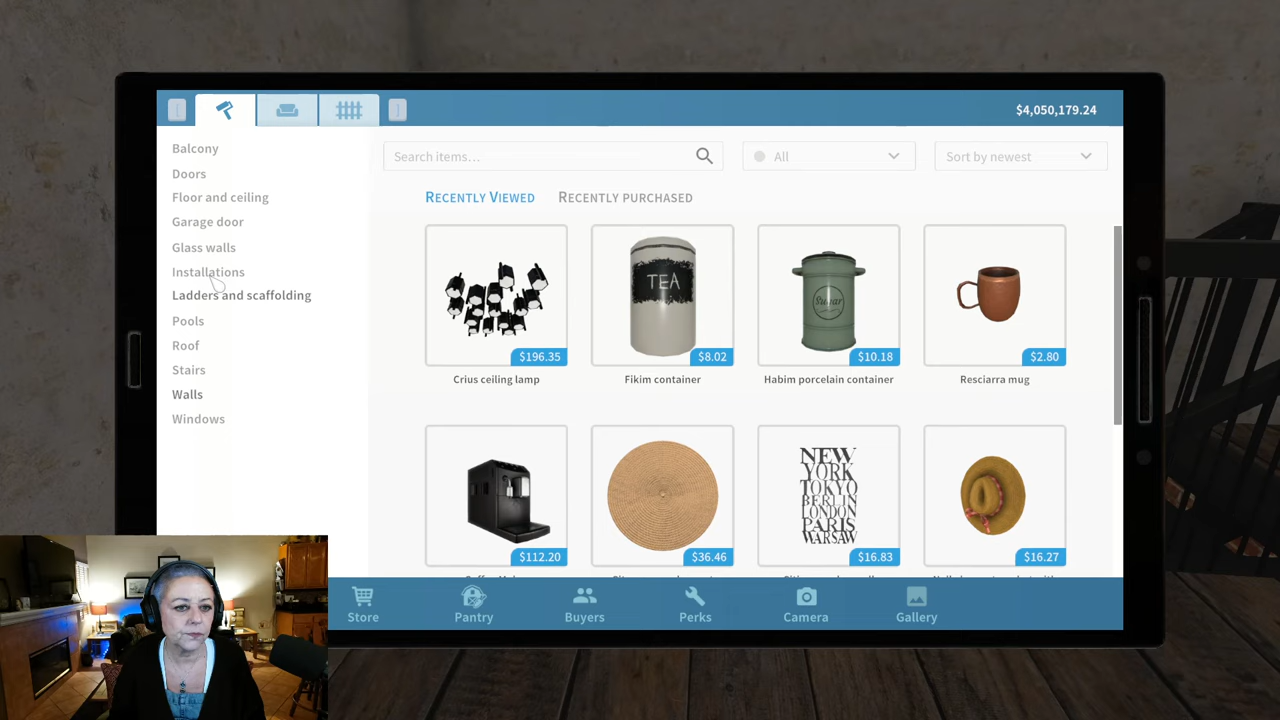 [ ] $4,050,179.24
Balcony
Doors
Floor and ceiling
Garage door
Glass walls
Installations
Ladders and scaffolding
Pools
Roof
Stairs
Walls
Windows
Search items...
All
Sort by newest
RECENTLY VIEWED
RECENTLY PURCHASED
$196.35
Crius ceiling lamp
TEA
$8.02
Fikim container
Sugar
$10.18
Habim porcelain container
$2.80
Resciarra mug
$112.20
$36.46
NEW
YORK
TOKYO
BERLIN
LONDON
PARIS
WARSAW
$16.83
$16.27
Store
Pantry
Buyers
Perks
Camera
Gallery